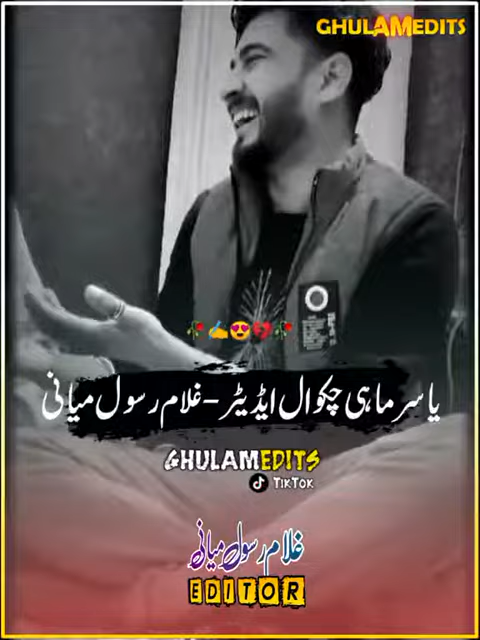 GHULAMEDITS
یاسر ماہی چکوال ایڈیٹر - غلام رسول میانی
GHULAMEDITS
TikTok
غلام رسول میانی
EDITOR